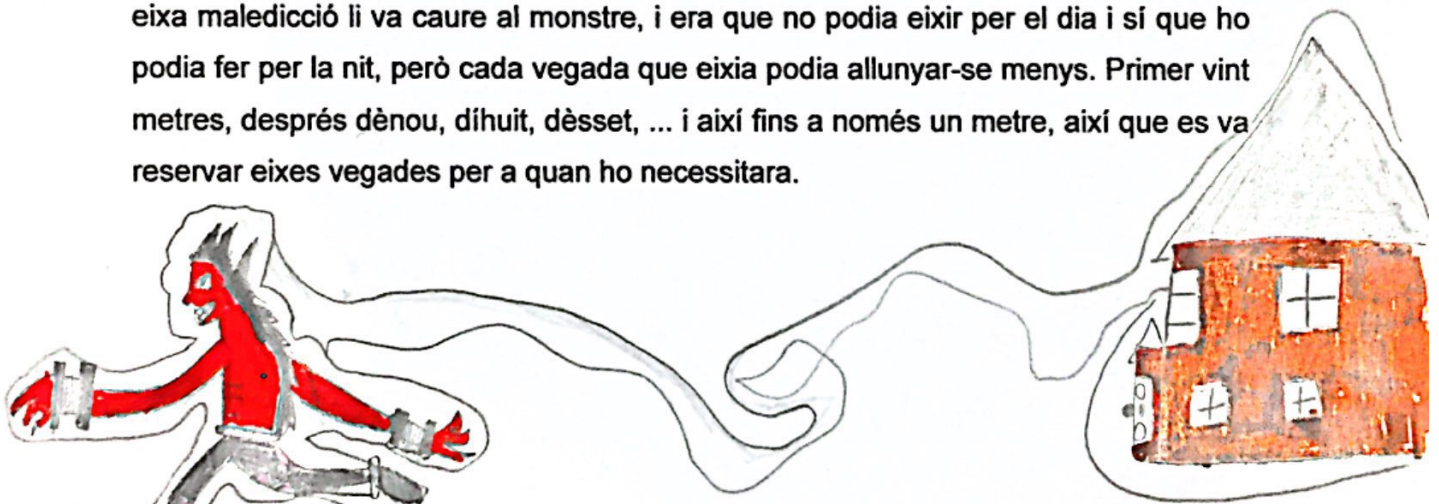 eixa maledicció li va caure al monstre, i era que no podia eixir per el dia i sí que ho
podia fer per la nit, però cada vegada que eixia podia allunyar-se menys. Primer vint
metres, després dènou, díhuit, dèsset, ... i així fins a només un metre, així que es va
reservar eixes vegades per a quan ho necessitara.